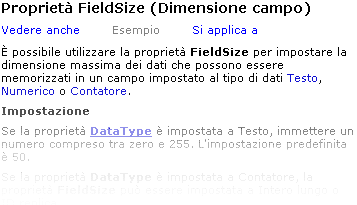 Proprietà FieldSize (Dimensione campo)
Vedere anche Esempio Si applica a
È possibile utilizzare la proprietà FieldSize per impostare la
dimensione massima dei dati che possono essere
memorizzati in un campo impostato al tipo di dati Testo,
Numerico o Contatore.
Impostazione
Se la proprietà DataType è impostata a Testo, immettere un
numero compreso tra zero e 255. L'impostazione predefinita
è 50.
Se la proprietà DataType è impostata a Contatore, la
proprietà FieldSize può essere impostata a Intero lungo o